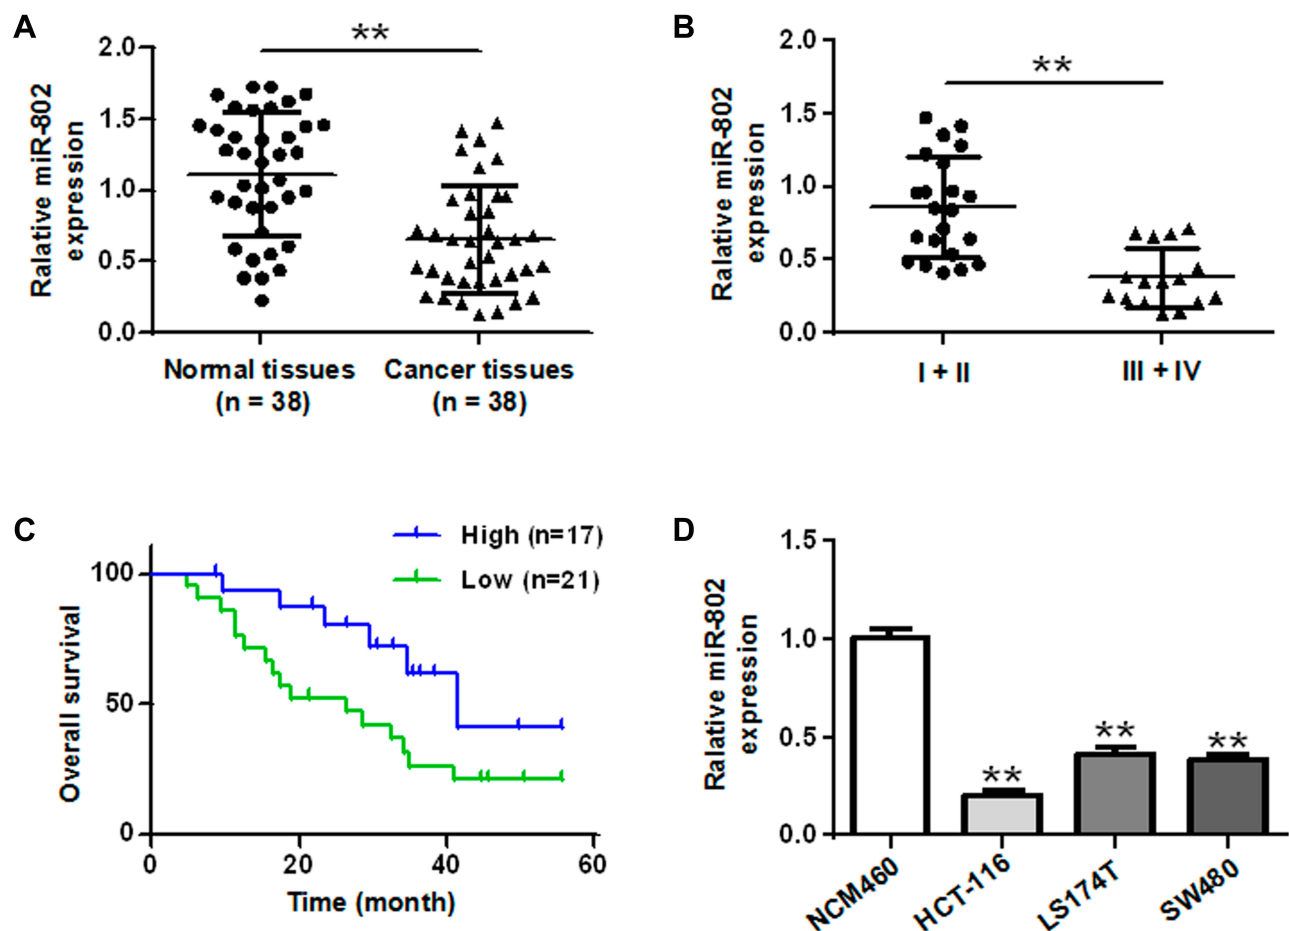 A
**
2.0
1.5
1.0
0.5
0.0
Ralative miR-802
expression
Normal tissues
(n = 38)
Cancer tissues
(n = 38)
B
**
2.0
1.5
1.0
0.5
0.0
Ralative miR-802
expression
I + II
III + IV
C
High (n=17)
Low (n=21)
100
50
0
Overall survival
0
20
40
60
Time (month)
D
1.5
1.0
0.5
0.0
Ralative miR-802
expression
**
**
**
NCM460
HCT-116
LS174T
SW480